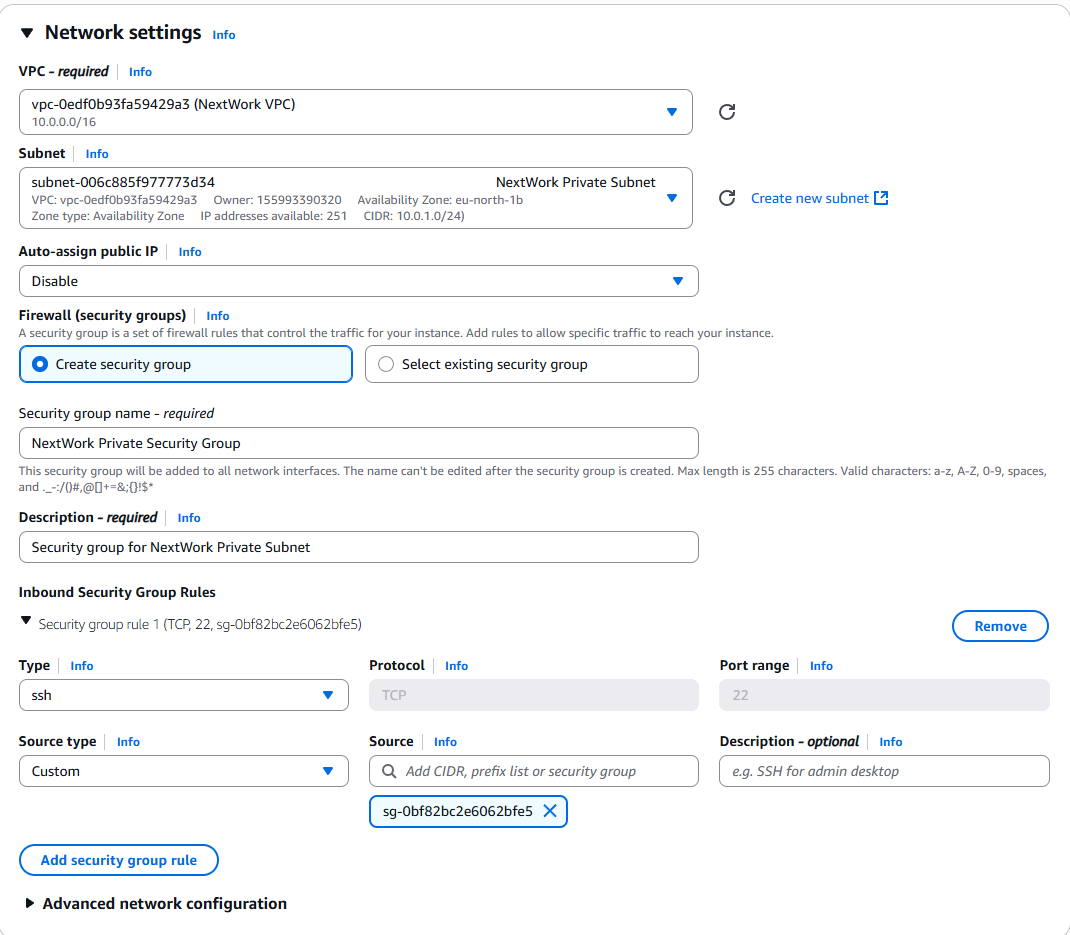 Network settings Info
VPC - required Info
vpc-0edf0b93fa59429a3 (NextWork VPC)
10.0.0.0/16
Subnet Info
subnet-006c885f977773d34 NextWork Private Subnet
VPC: vpc-0edf0b93fa59429a3 Owner: 155993390320 Availability Zone: eu-north-1b
Zone type: Availability Zone IP addresses available: 251 CIDR: 10.0.1.0/24)
Create new subnet
Auto-assign public IP Info
Disable
Firewall (security groups) Info
A security group is a set of firewall rules that control the traffic for your instance. Add rules to allow specific traffic to reach your instance.
Create security group Select existing security group
Security group name - required
NextWork Private Security Group
This security group will be added to all network interfaces. The name can't be edited after the security group is created. Max length is 255 characters. Valid characters: a-z, A-Z, 0-9, spaces,
and ._-:/()#,@[]+=&;{}!$*
Description - required Info
Security group for NextWork Private Subnet
Inbound Security Group Rules
Security group rule 1 (TCP, 22, sg-0bf82bc2e6062bfe5) Remove
Type Info Protocol Info Port range Info
ssh TCP 22
Source type Info Source Info Description - optional Info
Custom Add CIDR, prefix list or security group e.g. SSH for admin desktop
sg-0bf82bc2e6062bfe5
Add security group rule
Advanced network configuration